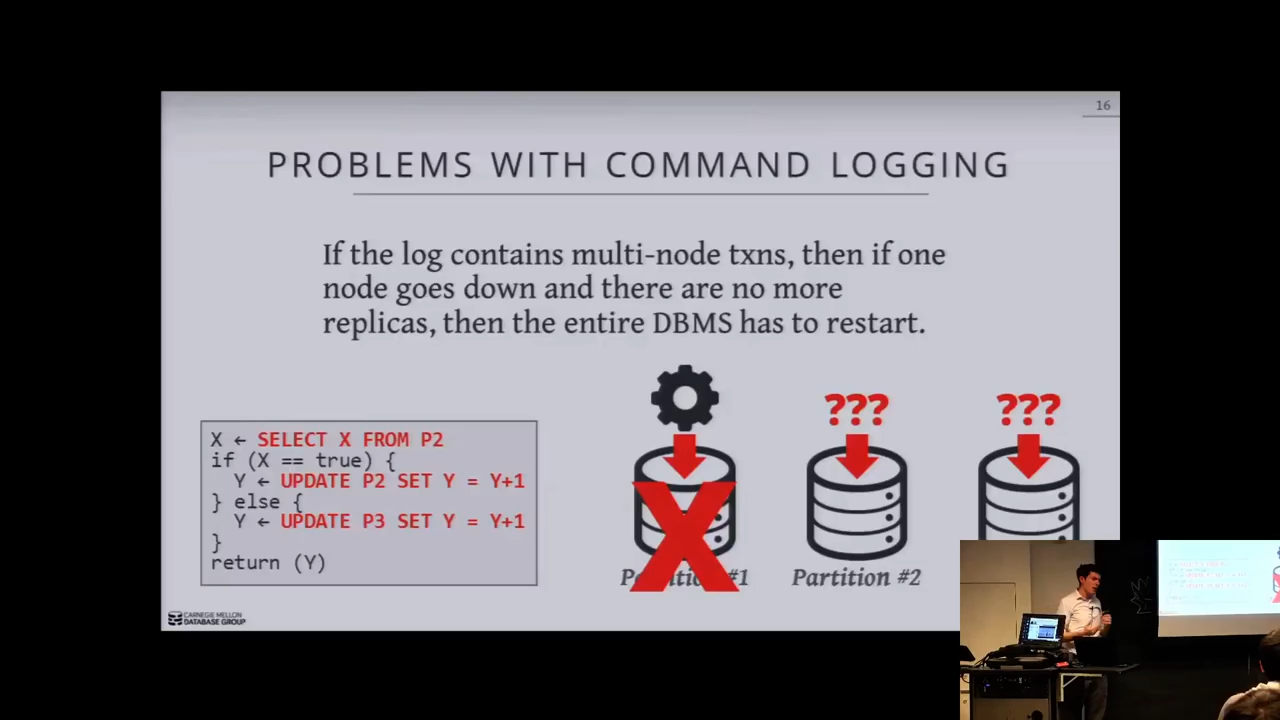 16
PROBLEMS WITH COMMAND LOGGING
If the log contains multi-node txns, then if one
node goes down and there are no more
replicas, then the entire DBMS has to restart.
X ← SELECT X FROM P2
if (X == true) {
Y ← UPDATE P2 SET Y = Y+1
} else {
Y ← UPDATE P3 SET Y = Y+1
}
return (Y)
???
???
X
Partition #1
Partition #2
CARNEGIE MELLON
DATABASE GROUP